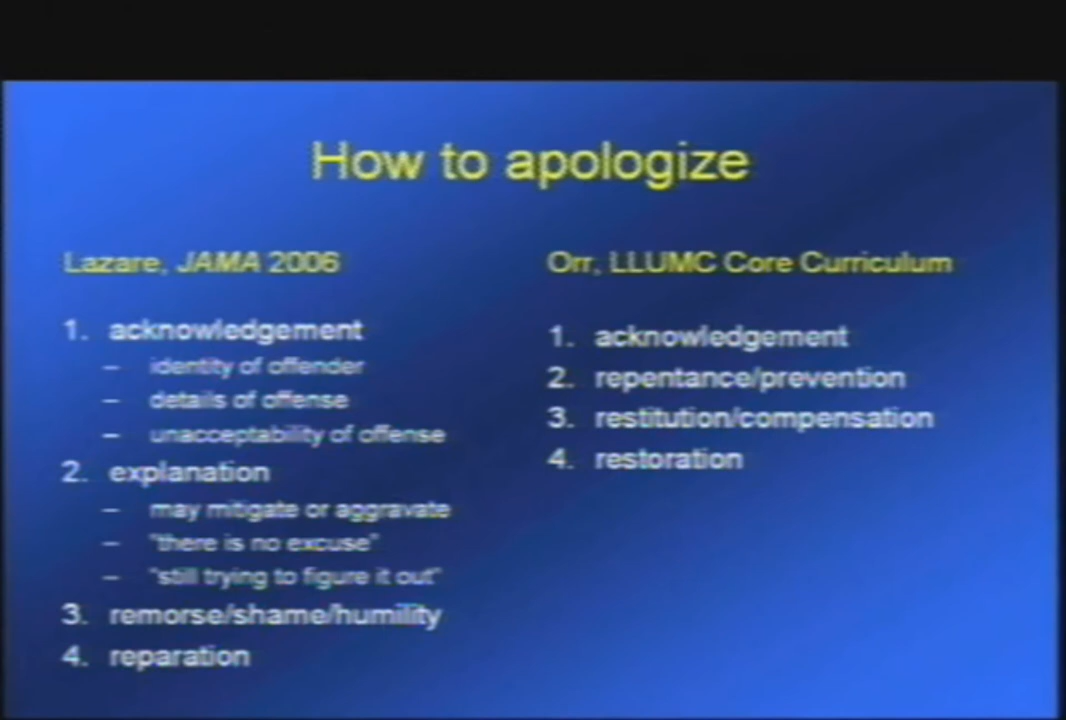 How to apologize
Lazare, JAMA 2006
1. acknowledgement
– identity of offender
– details of offense
– unacceptability of offense
2. explanation
– may mitigate or aggravate
– "there is no excuse"
– "still trying to figure it out"
3. remorse/shame/humility
4. reparation
Orr, LLUMC Core Curriculum
1. acknowledgement
2. repentance/prevention
3. restitution/compensation
4. restoration